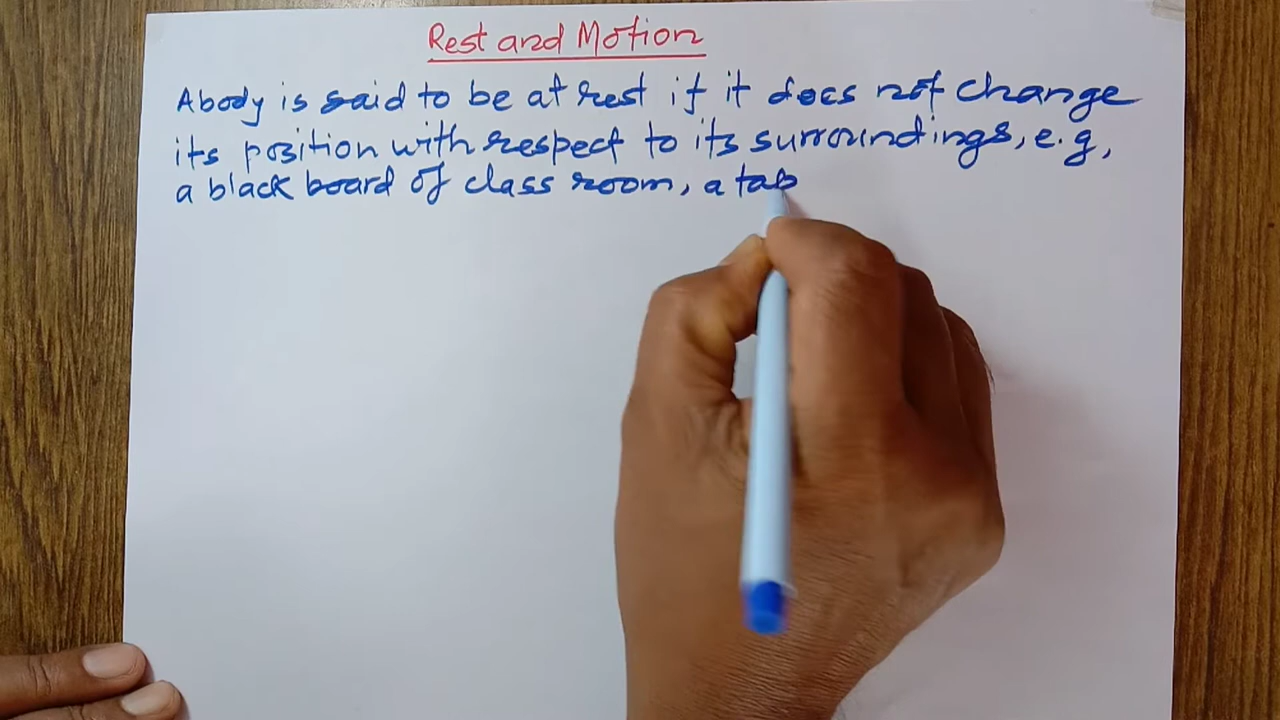 Rest and Motion
A body is said to be at rest if it does not change
its position with respect to its surroundings, e.g,
a black board of class room, a tab